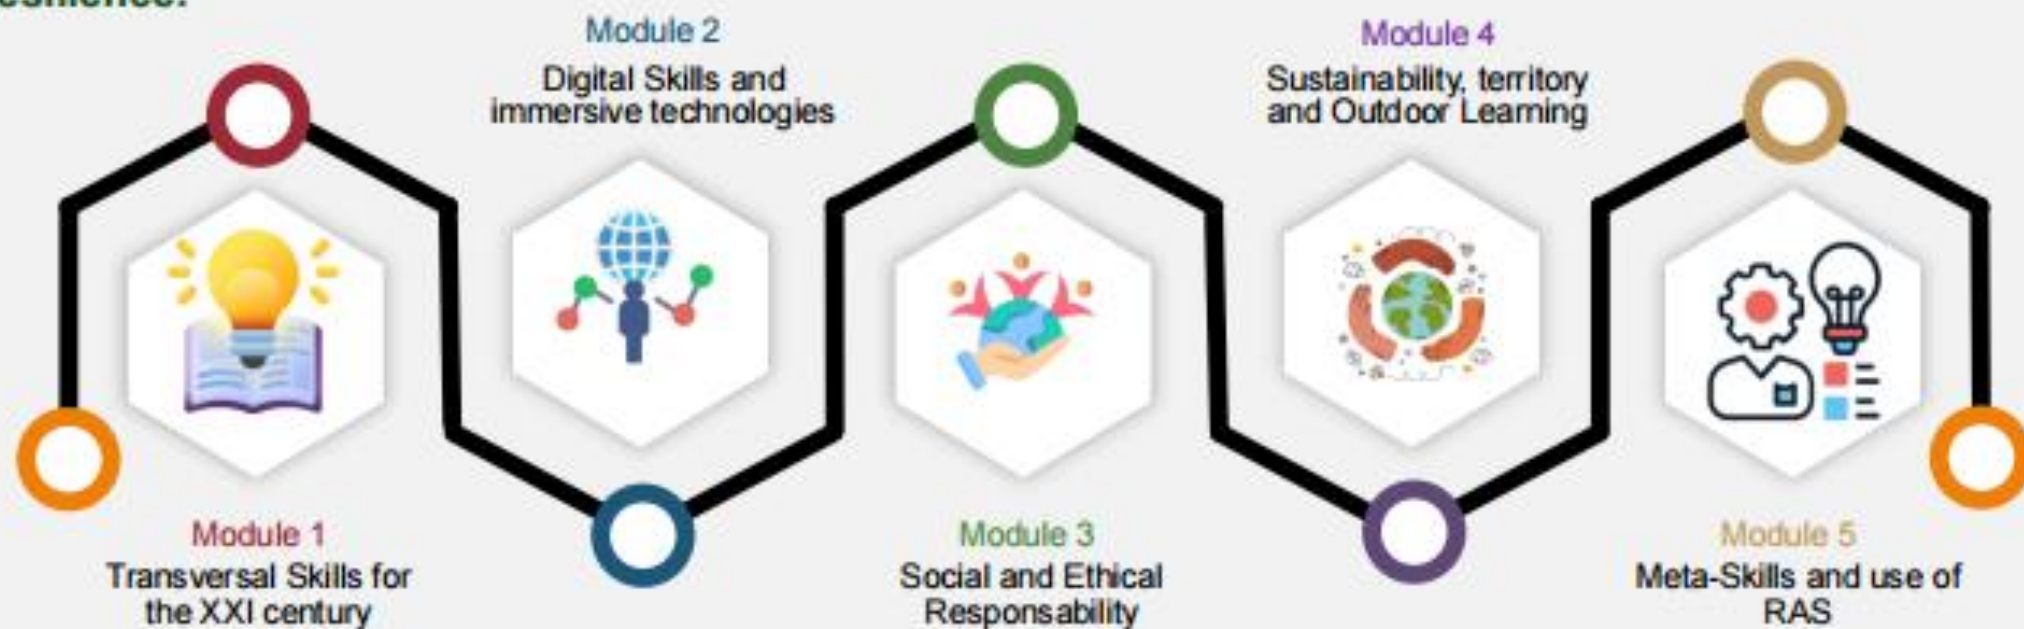 Module 1
Transversal Skills for
the XXI century
Module 2
Digital Skills and
immersive technologies
Module 3
Social and Ethical
Responsability
Module 4
Sustainability, territory
and Outdoor Learning
Module 5
Meta-Skills and use of
RAS